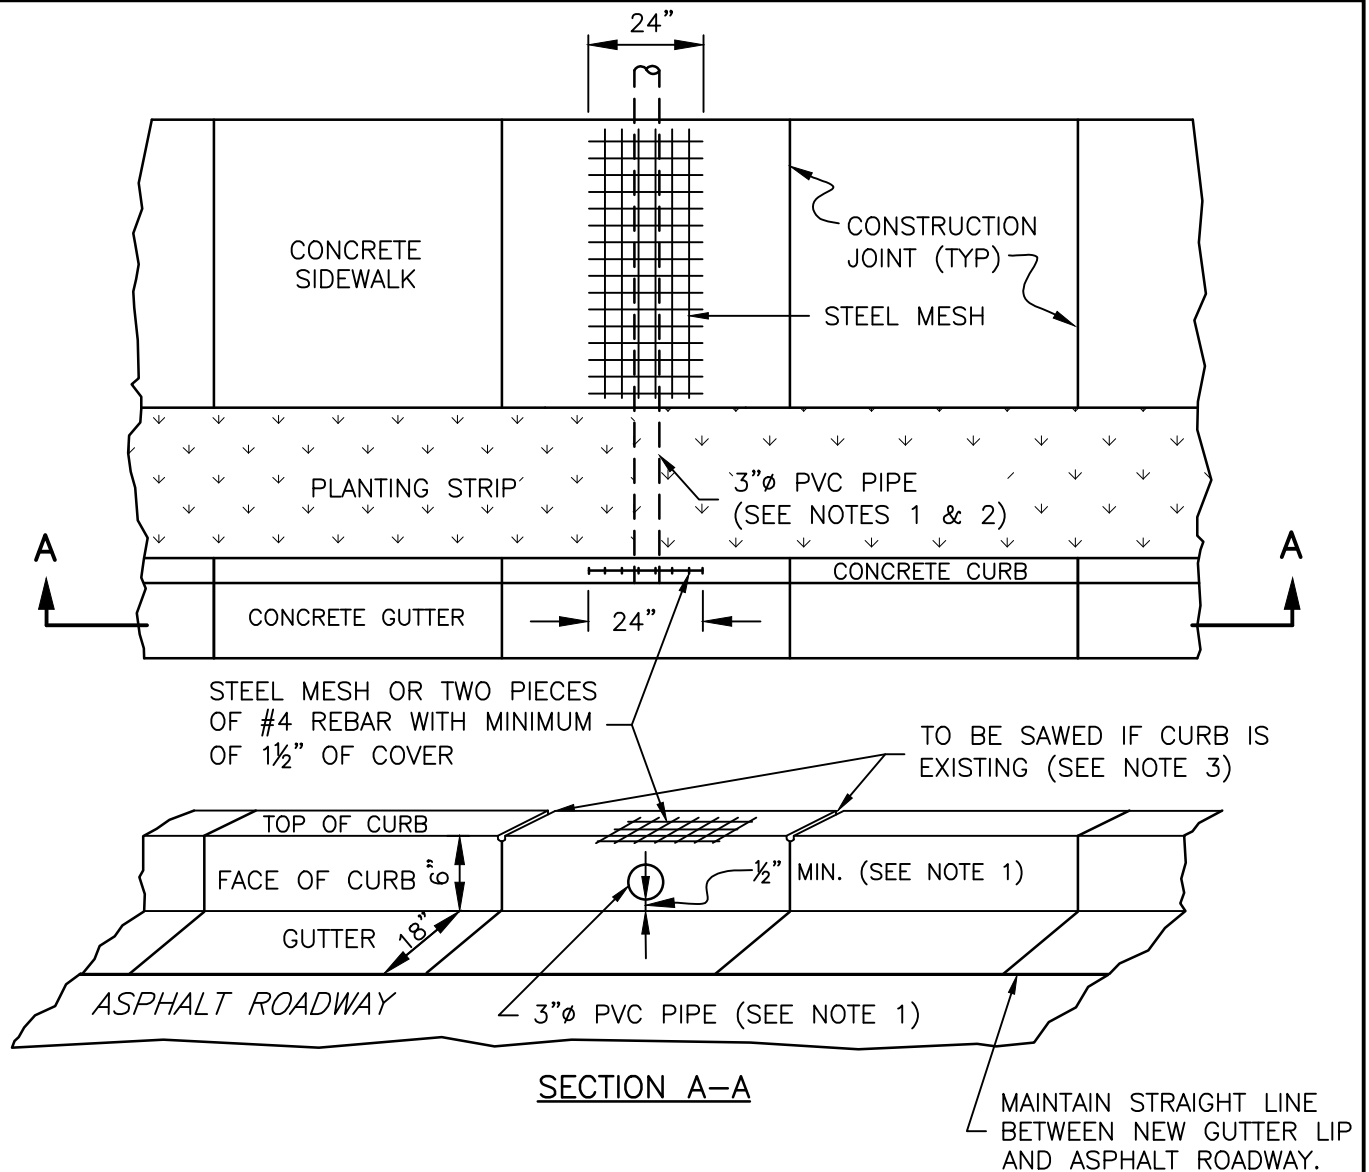 24”
CONCRETE
SIDEWALK
CONSTRUCTION
JOINT (TYP)
STEEL MESH
PLANTING STRIP
3”ø PVC PIPE
(SEE NOTES 1 & 2)
A
A
CONCRETE CURB
CONCRETE GUTTER
24”
STEEL MESH OR TWO PIECES
OF #4 REBAR WITH MINIMUM
OF 1½” OF COVER
TO BE SAWED IF CURB IS
EXISTING (SEE NOTE 3)
TOP OF CURB
FACE OF CURB
6”
½” MIN. (SEE NOTE 1)
GUTTER
18”
ASPHALT ROADWAY
3”ø PVC PIPE (SEE NOTE 1)
SECTION A–A
MAINTAIN STRAIGHT LINE
BETWEEN NEW GUTTER LIP
AND ASPHALT ROADWAY.